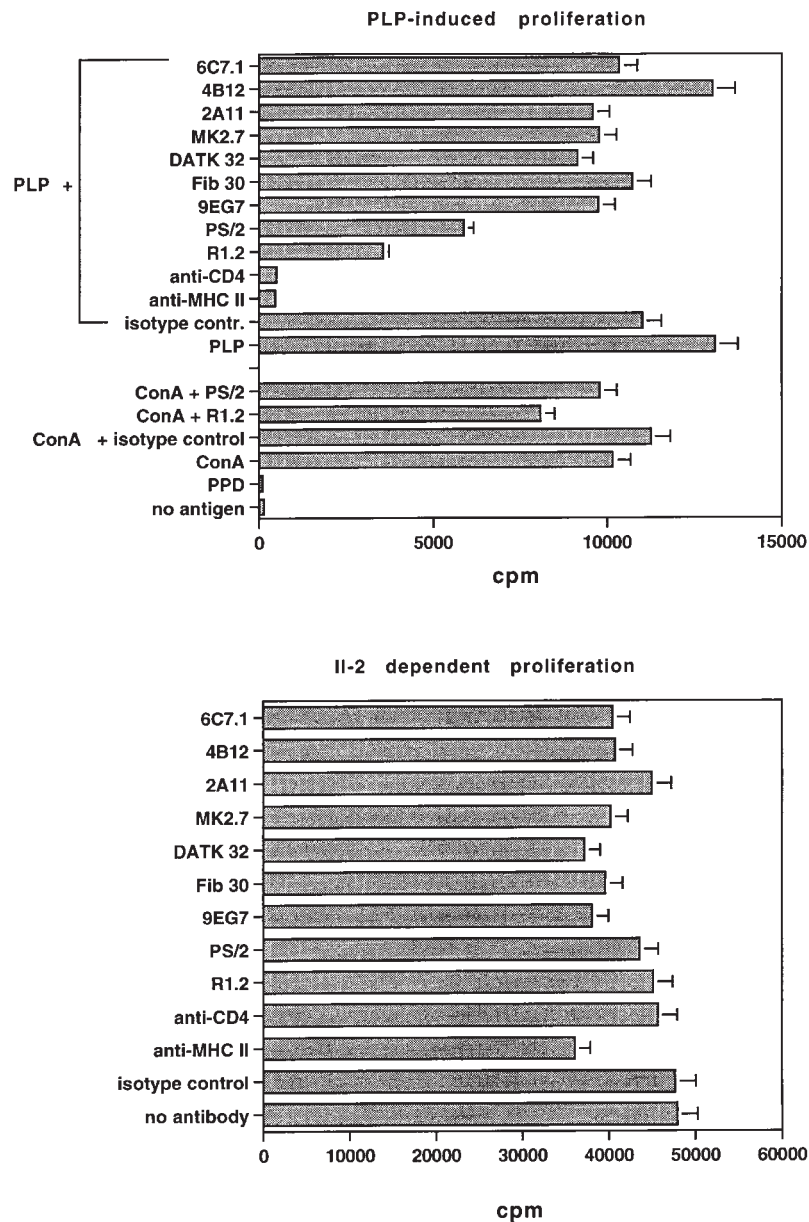 PLP-induced proliferation
PLP +
6C7.1
4B12
2A11
MK2.7
DATK 32
Fib 30
9EG7
PS/2
R1.2
anti-CD4
anti-MHC II
isotype contr.
PLP
ConA + PS/2
ConA + R1.2
ConA + isotype control
ConA
PPD
no antigen
0 5000 10000 15000
cpm
Il-2 dependent proliferation
6C7.1
4B12
2A11
MK2.7
DATK 32
Fib 30
9EG7
PS/2
R1.2
anti-CD4
anti-MHC II
isotype control
no antibody
0 10000 20000 30000 40000 50000 60000
cpm